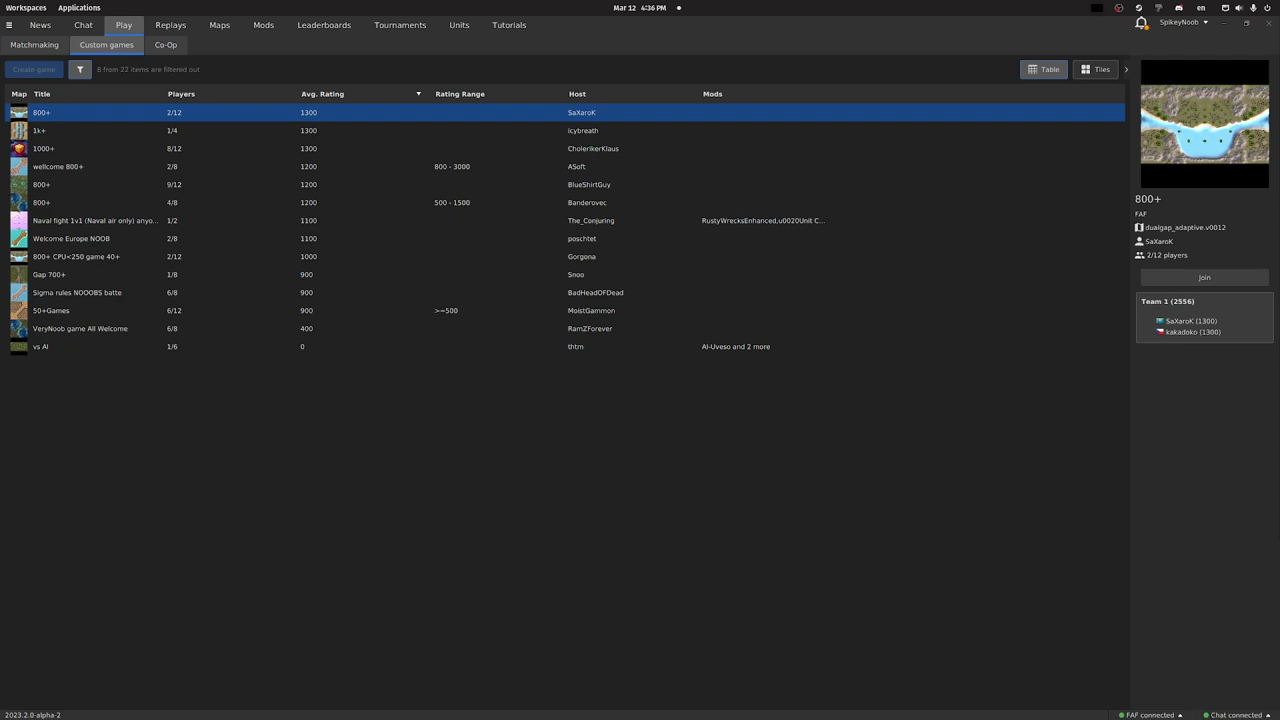 Workspaces Applications Mar 12 4:36 PM
News Chat Play Replays Maps Mods Leaderboards Tournaments Units Tutorials SpikeyNoob
Matchmaking Custom games Co-Op
Create game 8 from 22 items are filtered out Table Tiles
Map Title Players Avg. Rating Rating Range Host Mods
800+ 2/12 1300 SaXaroK
1k+ 1/4 1300 icybreath
1000+ 8/12 1300 CholerikerKlaus
wellcome 800+ 2/8 1200 800 - 3000 ASoft
800+ 9/12 1200 BlueShirtGuy
800+ 4/8 1200 500 - 1500 Banderovec
Naval fight 1v1 (Naval air only) anyo... 1/2 1100 The_Conjuring RustyWrecksEnhanced,u0020Unit C...
Welcome Europe NOOB 2/8 1100 poschtet
800+ CPU<250 game 40+ 2/12 1000 Gorgona
Gap 700+ 1/8 900 Snoo
Sigma rules NOOOBS batte 6/8 900 BadHeadOFDead
50+Games 6/12 900 >=500 MoistGammon
VeryNoob game All Welcome 6/8 400 RamZForever
vs AI 1/6 0 thtm AI-Uveso and 2 more
800+
FAF
dualgap_adaptive.v0012
SaXaroK
2/12 players
Join
Team 1 (2556)
SaXaroK (1300)
kakadoko (1300)
2023.2.0-alpha-2 FAF connected Chat connected